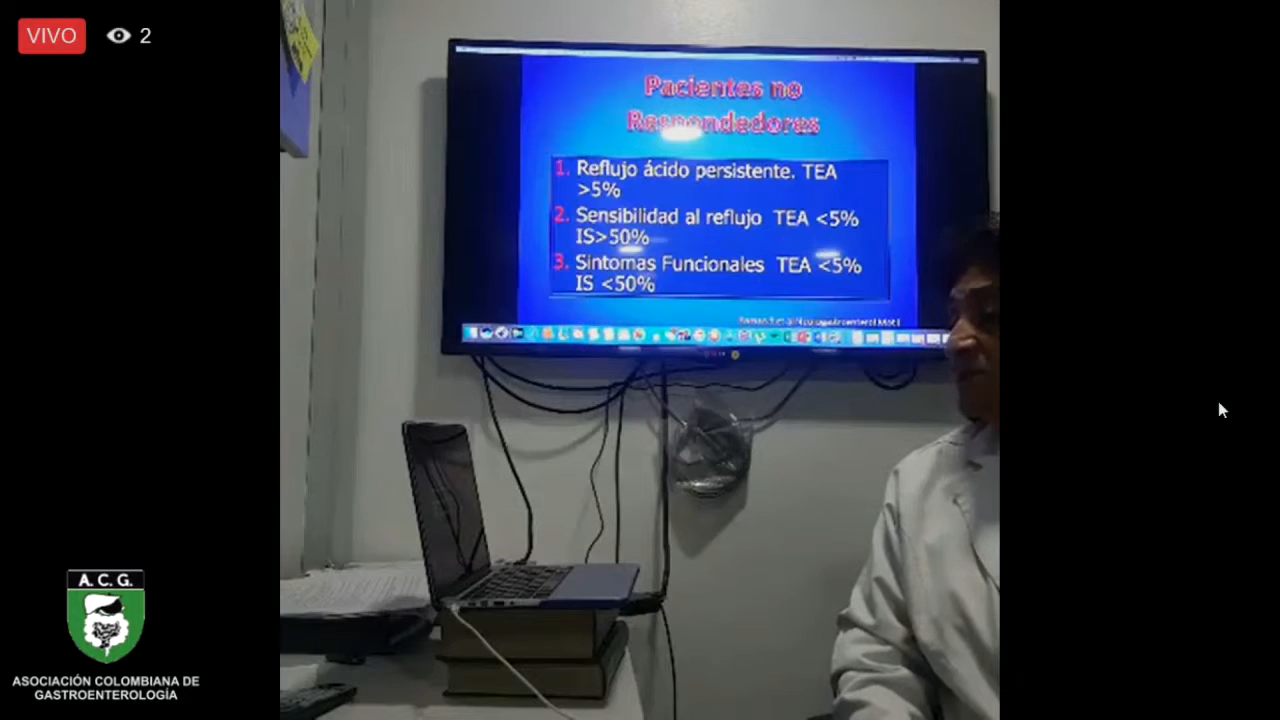 VIVO
2
Pacientes no
Respondedores
1. Reflujo ácido persistente. TEA
>5%
2. Sensibilidad al reflujo TEA <5%
IS>50%
3. Sintomas Funcionales TEA <5%
IS <50%
A. C. G.
ASOCIACIÓN COLOMBIANA DE
GASTROENTEROLOGÍA